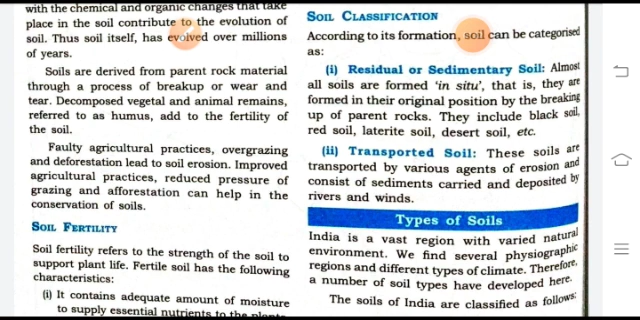 with the chemical and organic changes that take
place in the soil contribute to the evolution of
soil. Thus soil itself, has evolved over millions
of years.
Soils are derived from parent rock material
through a process of breakup or wear and
tear. Decomposed vegetal and animal remains,
referred to as humus, add to the fertility of
the soil.
Faulty agricultural practices, overgrazing
and deforestation lead to soil erosion. Improved
agricultural practices, reduced pressure of
grazing and afforestation can help in the
conservation of soils.
SOIL FERTILITY
Soil fertility refers to the strength of the soil to
support plant life. Fertile soil has the following
characteristics:
(i) It contains adequate amount of moisture
to supply essential nutrients to the plants
SOIL CLASSIFICATION
According to its formation, soil can be categorised
as:
(i) Residual or Sedimentary Soil: Almost
all soils are formed 'in situ', that is, they are
formed in their original position by the breaking
up of parent rocks. They include black soil,
red soil, laterite soil, desert soil, etc.
(ii) Transported Soil: These soils are
transported by various agents of erosion and
consist of sediments carried and deposited by
rivers and winds.
Types of Soils
India is a vast region with varied natural
environment. We find several physiographic
regions and different types of climate. Therefore,
a number of soil types have developed here.
The soils of India are classified as follows: